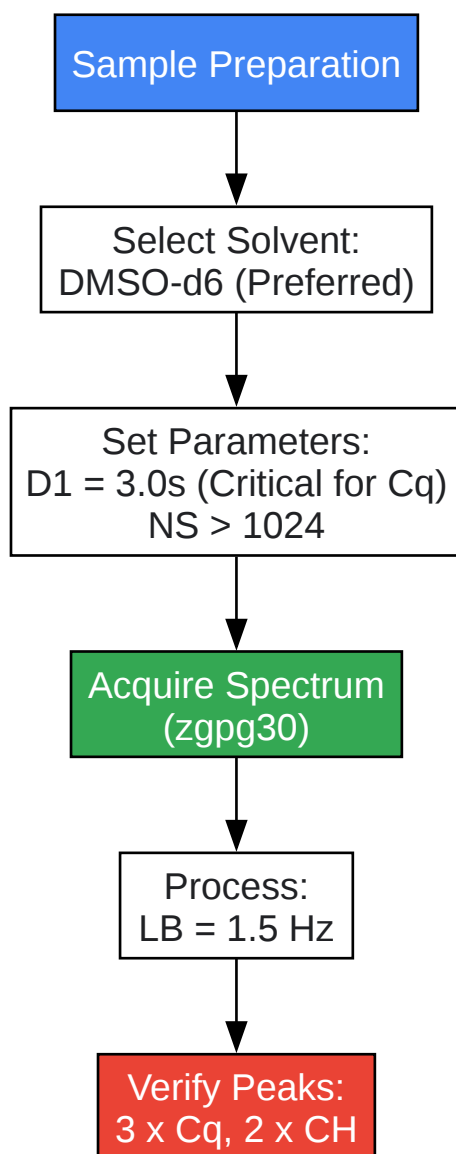 Sample Preparation
Select Solvent:
DMSO-d6 (Preferred)
Set Parameters:
D1 = 3.0s (Critical for Cq)
NS > 1024
Acquire Spectrum
(zgpg30)
Process:
LB = 1.5 Hz
Verify Peaks:
3 x Cq, 2 x CH